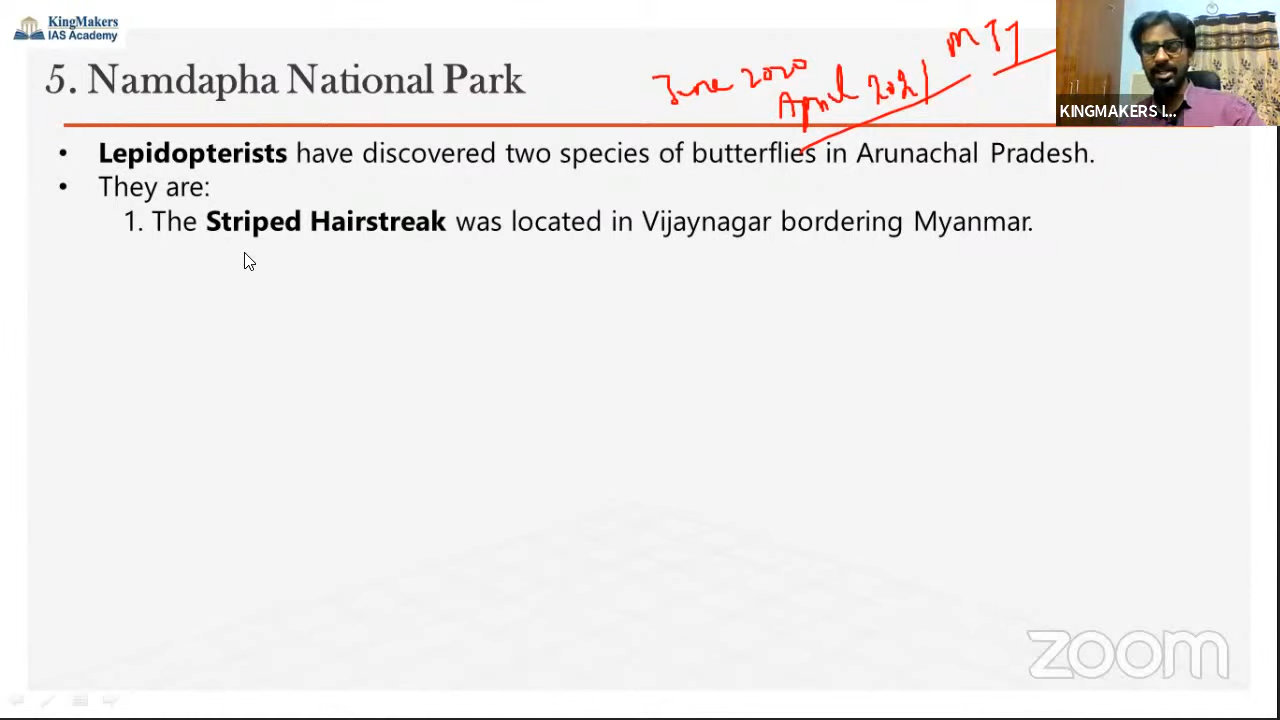 KingMakers
IAS Academy
5. Namdapha National Park
June 2020
April 2021
KINGMAKERS I...
• Lepidopterists have discovered two species of butterflies in Arunachal Pradesh.
• They are:
1. The Striped Hairstreak was located in Vijaynagar bordering Myanmar.
zoom